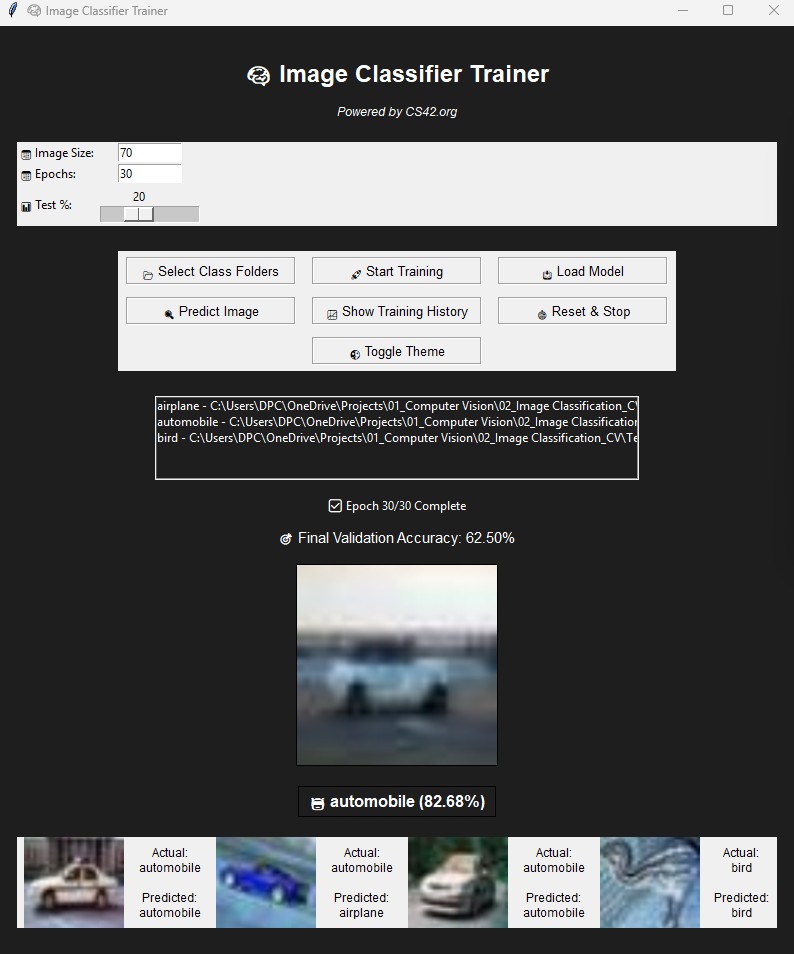 Image Classifier Trainer
Image Classifier Trainer
Powered by CS42.org
Image Size: 70
Epochs: 30
20
Test %:
Select Class Folders Start Training Load Model
Predict Image Show Training History Reset & Stop
Toggle Theme
airplane - C:\Users\DPC\OneDrive\Projects\01_Computer Vision\02_Image Classification_C
automobile - C:\Users\DPC\OneDrive\Projects\01_Computer Vision\02_Image Classification
bird - C:\Users\DPC\OneDrive\Projects\01_Computer Vision\02_Image Classification_CV\Te
Epoch 30/30 Complete
Final Validation Accuracy: 62.50%
automobile (82.68%)
Actual: Actual: Actual: Actual:
automobile automobile automobile bird
Predicted: Predicted: Predicted: Predicted:
automobile airplane automobile bird